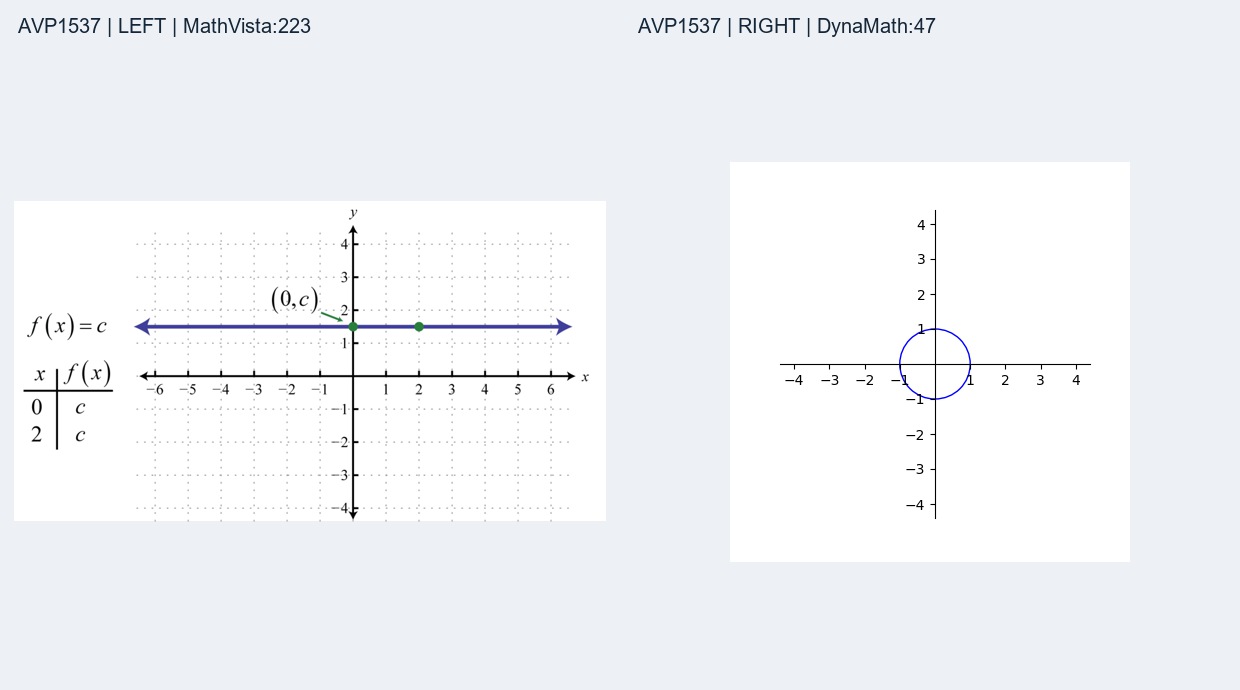 AVP1537 | LEFT | MathVista:223
AVP1537 | RIGHT | DynaMath:47
y
4
3
(0,c)
2
f(x)=c
1
x
−6 −5 −4 −3 −2 −1 1 2 3 4 5 6
−1
−2
−3
−4
x f(x)
0 c
2 c
4
3
2
1
−4 −3 −2 −1 1 2 3 4
−1
−2
−3
−4